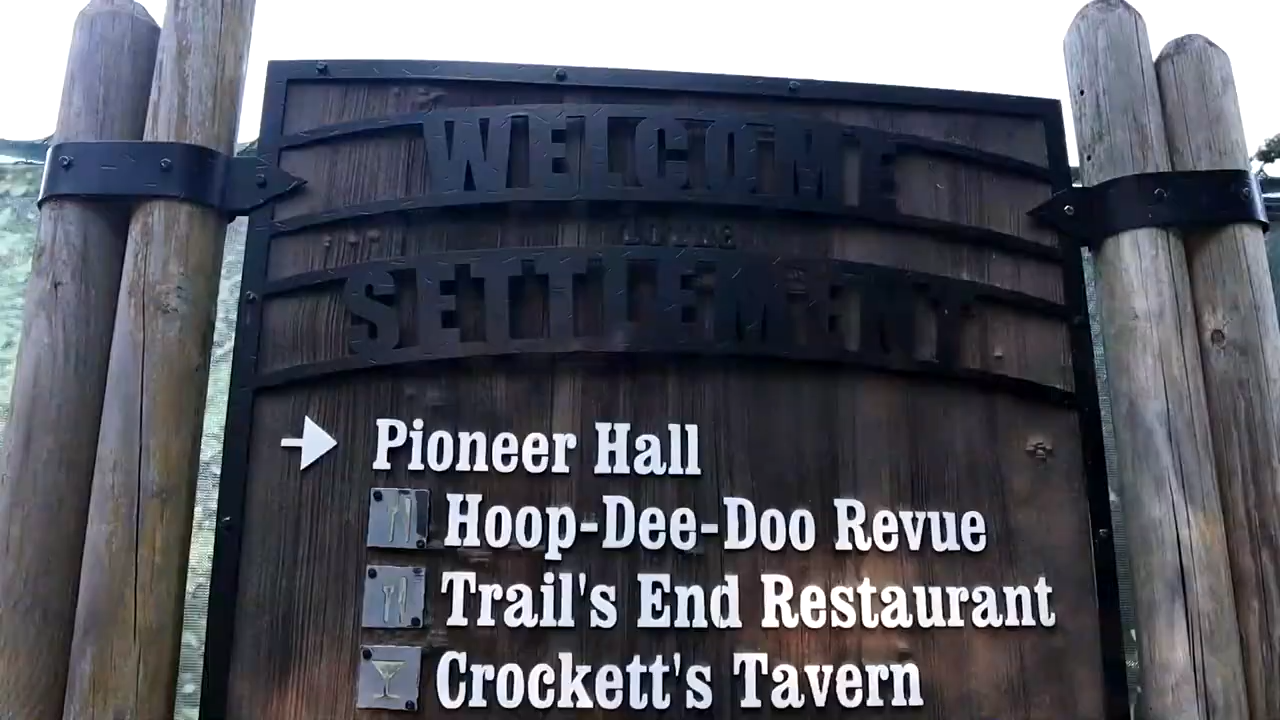 WELCOME
SETTLEMENT
Pioneer Hall
Hoop-Dee-Doo Revue
Trail's End Restaurant
Crockett's Tavern